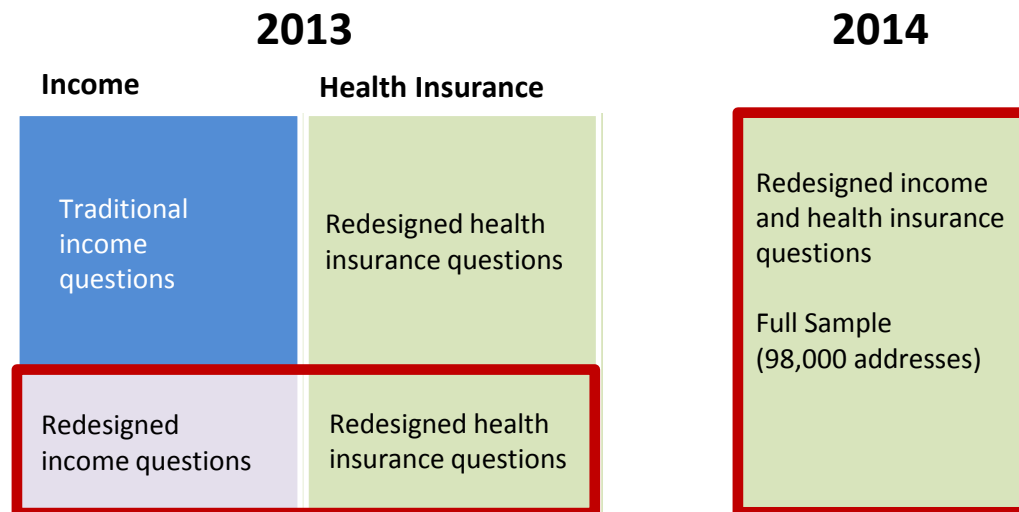 2013
2014
Income
Health Insurance
Traditional
income
questions
Redesigned health
insurance questions
Redesigned income
and health insurance
questions
Full Sample
(98,000 addresses)
Redesigned
income questions
Redesigned health
insurance questions